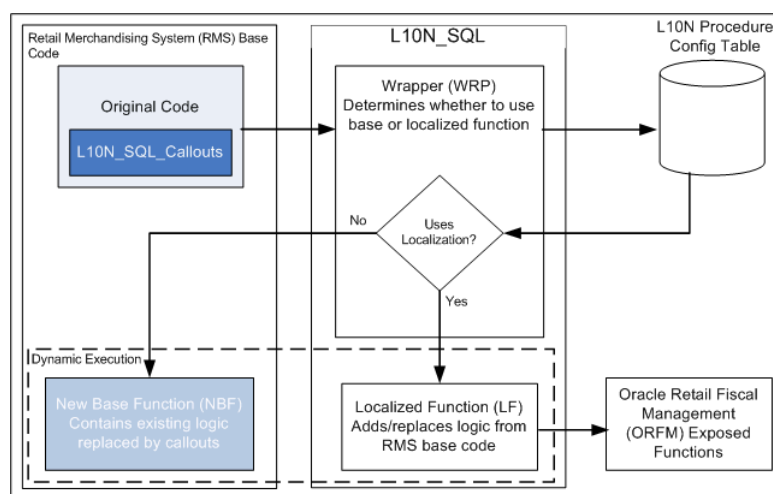 Retail Merchandising System (RMS) Base
Code
L10N_SQL
L10N Procedure
Config Table
Original Code
L10N_SQL_Callouts
Wrapper (WRP)
Determines whether to use
base or localized function
No
Uses
Localization?
Yes
Dynamic Execution
New Base Function (NBF)
Contains existing logic
replaced by callouts
Localized Function (LF)
Adds/replaces logic from
RMS base code
Oracle Retail Fiscal
Management
(ORFM) Exposed
Functions